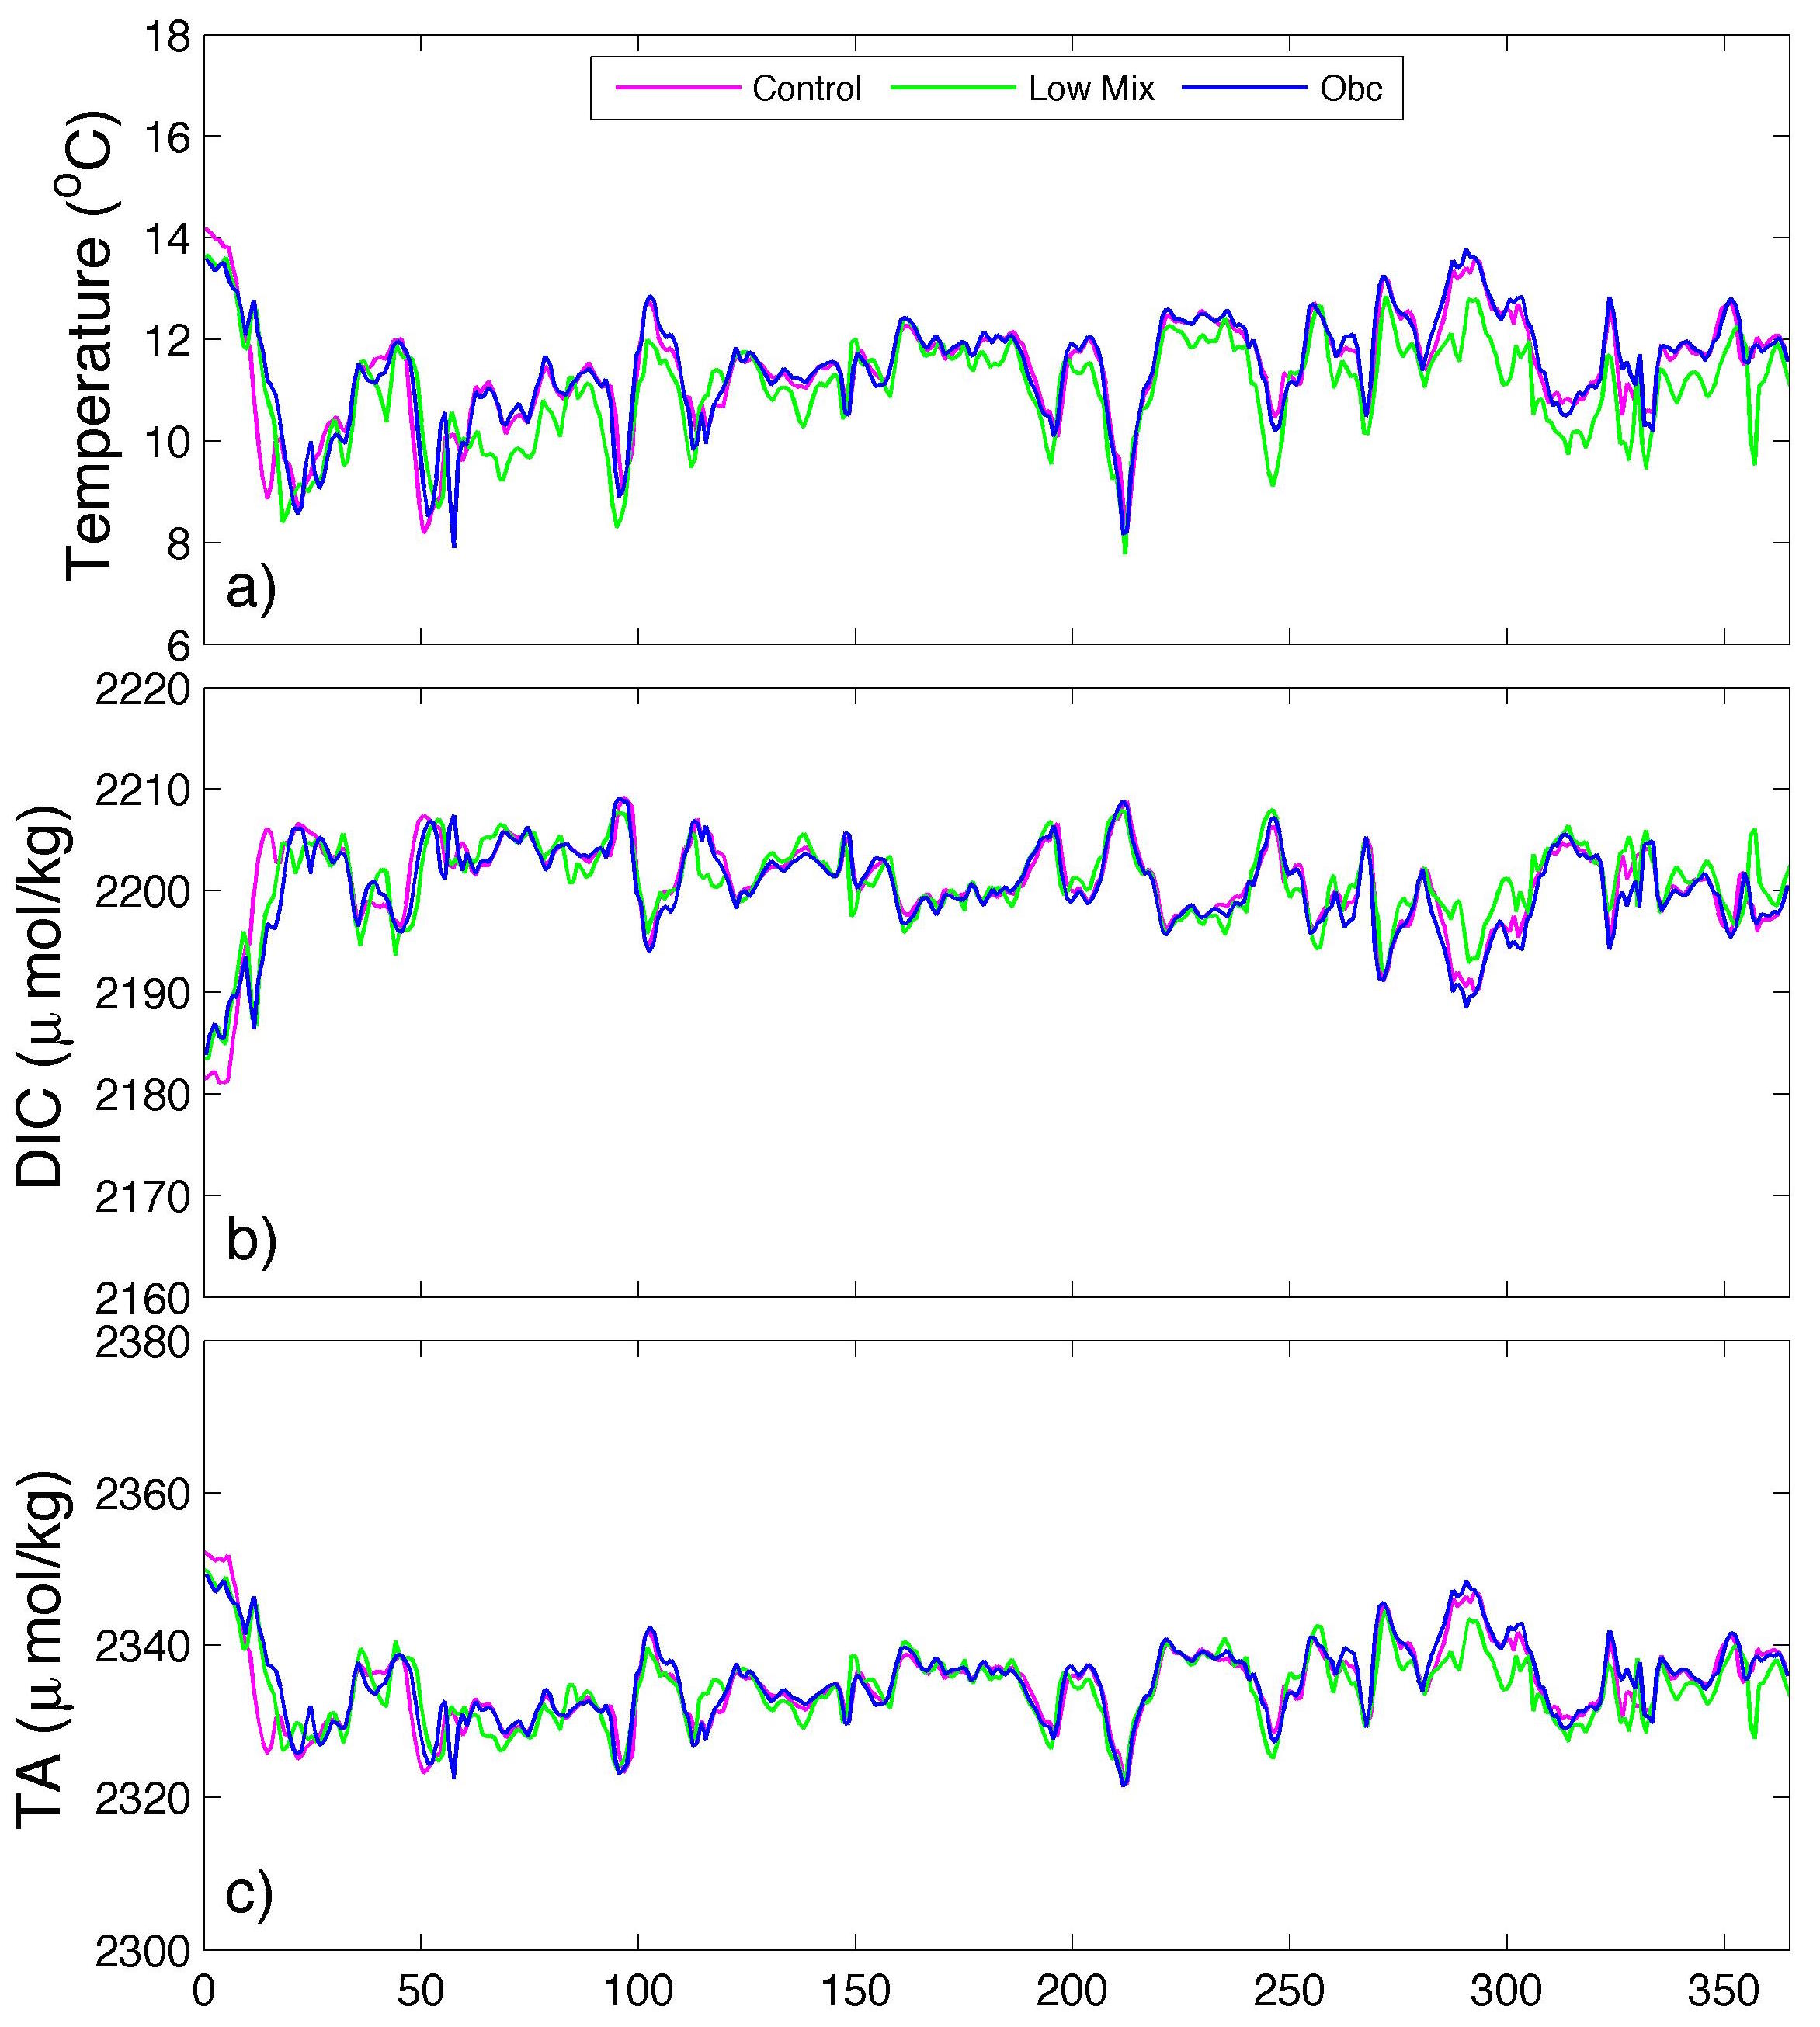 Control Low Mix Obc
Temperature (°C)
18
16
14
12
10
8
6
a)
DIC (μ mol/kg)
2220
2210
2200
2190
2180
2170
2160
b)
TA (μ mol/kg)
2380
2360
2340
2320
2300
c)
0 50 100 150 200 250 300 350